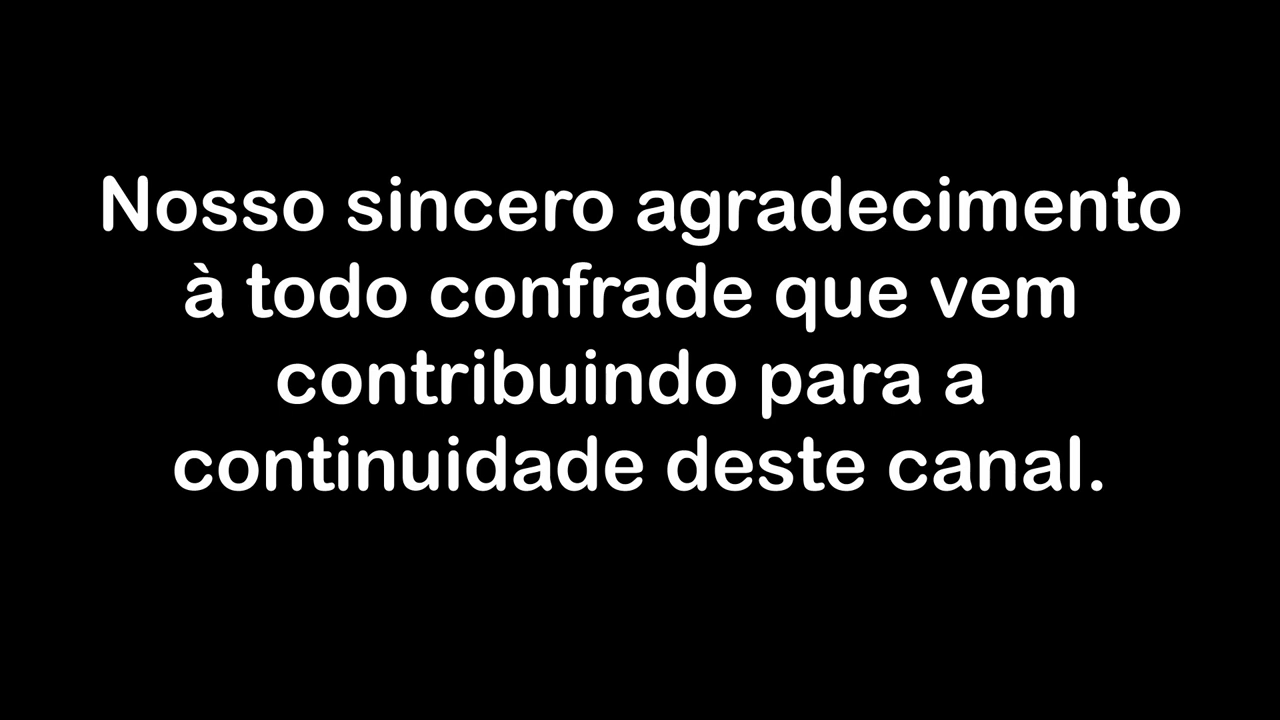 Nosso sincero agradecimento
à todo confrade que vem
contribuindo para a
continuidade deste canal.